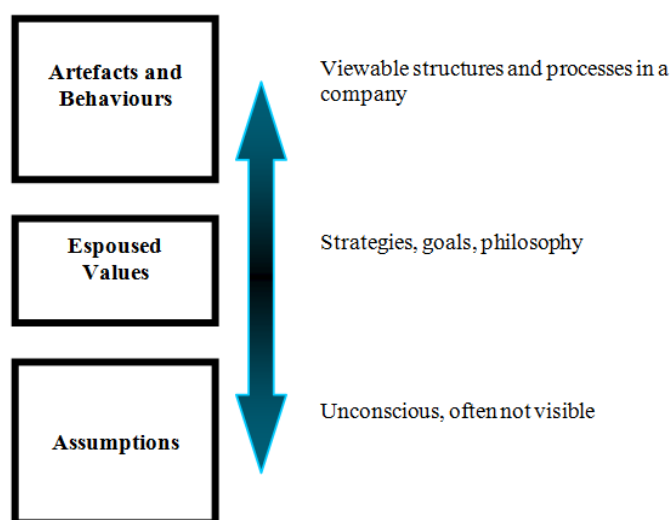 Artefacts and
Behaviours
Viewable structures and processes in a
company
Espoused
Values
Strategies, goals, philosophy
Assumptions
Unconscious, often not visible